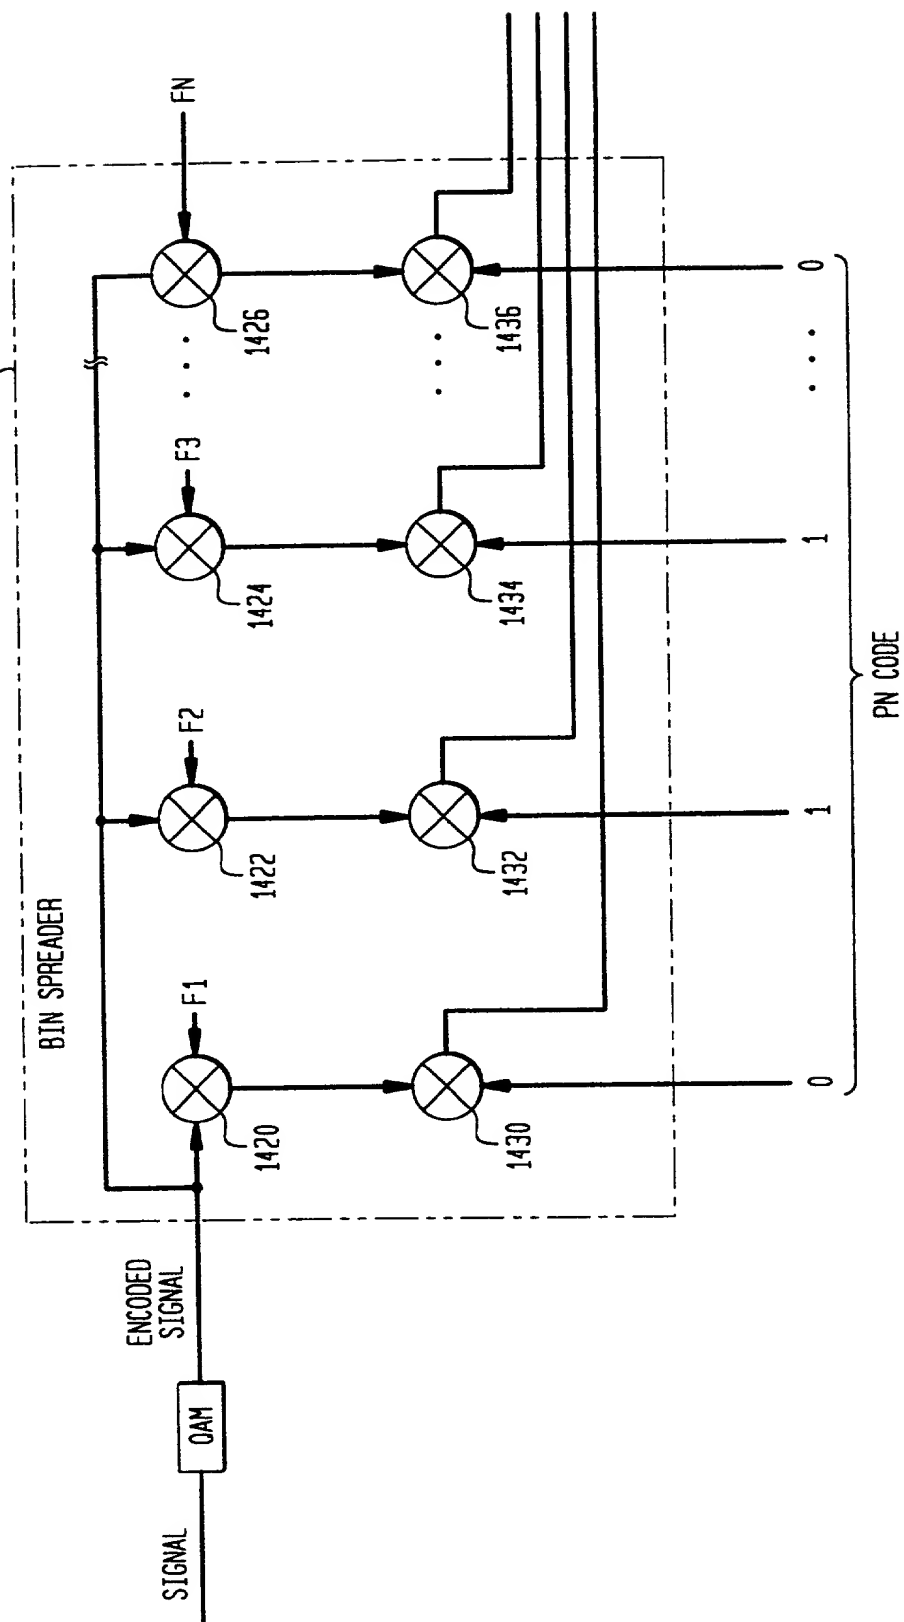 SIGNAL
QAM
ENCODED
SIGNAL
BIN SPREADER
F1
F2
F3
FN
1420
1422
1424
. . .
1426
1430
1432
1434
. . .
1436
0
1
1
. . .
0
PN CODE